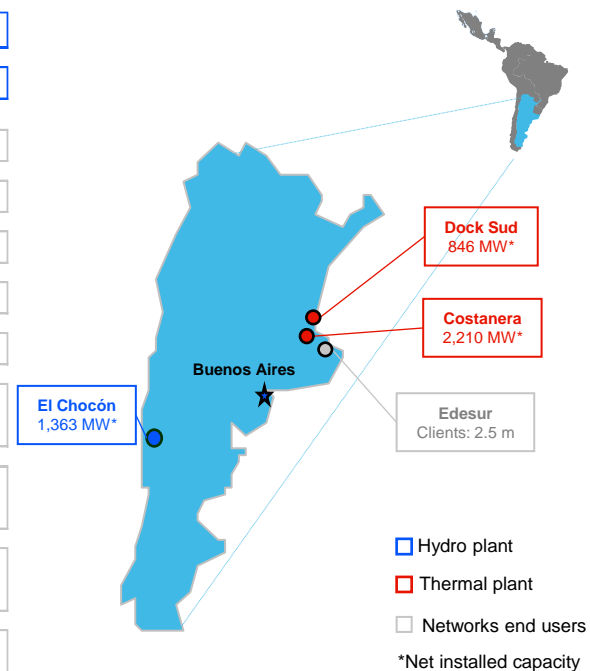 Dock Sud
846 MW*
Costanera
2,210 MW*
Buenos Aires
El Chocón
1,363 MW*
Edesur
Clients: 2.5 m
Hydro plant
Thermal plant
Networks end users
*Net installed capacity